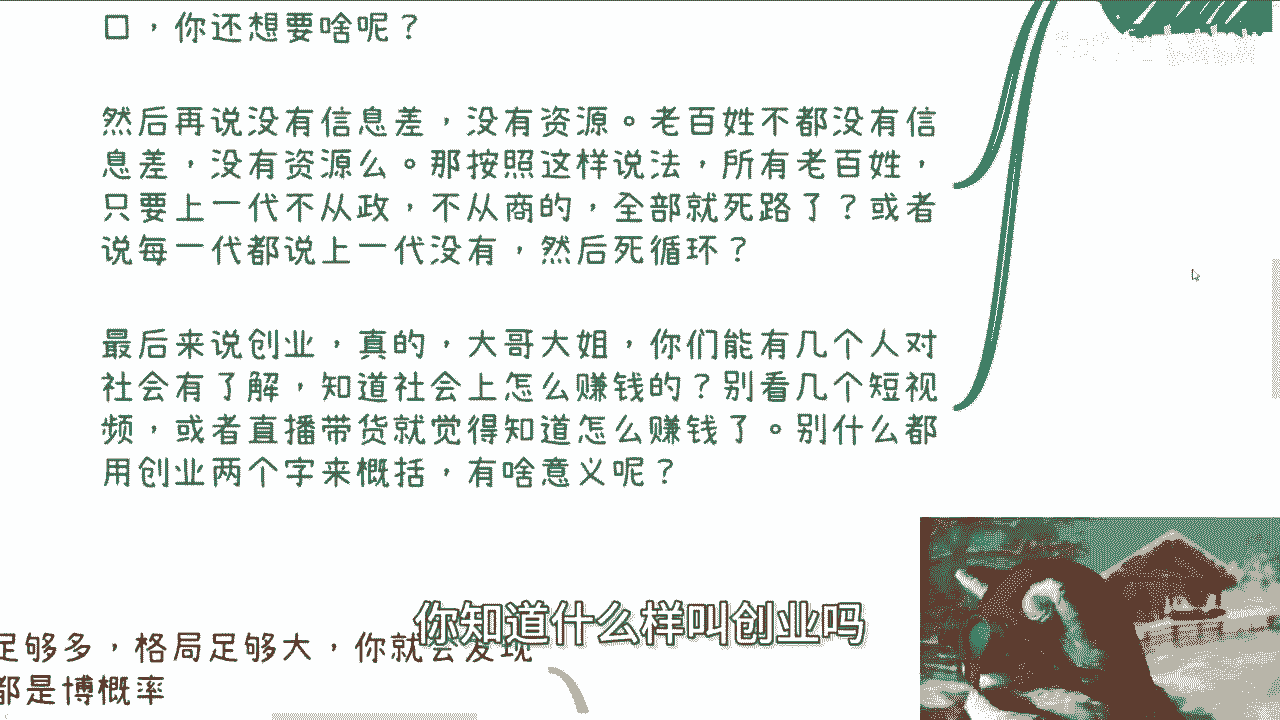 口，你还想要啥呢？
然后再说没有信息差，没有资源。老百姓不都没有信
息差，没有资源么。那按照这样说法，所有老百姓，
只要上一代不从政，不从商的，全部就死路了？或者
说每一代都说上一代没有，然后死循环？
最后来说创业，真的，大哥大姐，你们能有几个人对
社会有了解，知道社会上怎么赚钱的？别看几个短视
频，或者直播带货就觉得知道怎么赚钱了。别什么都
用创业两个字来概括，有啥意义呢？
你知道什么样叫创业吗
足够多，格局足够大，你就会发现
都是博概率